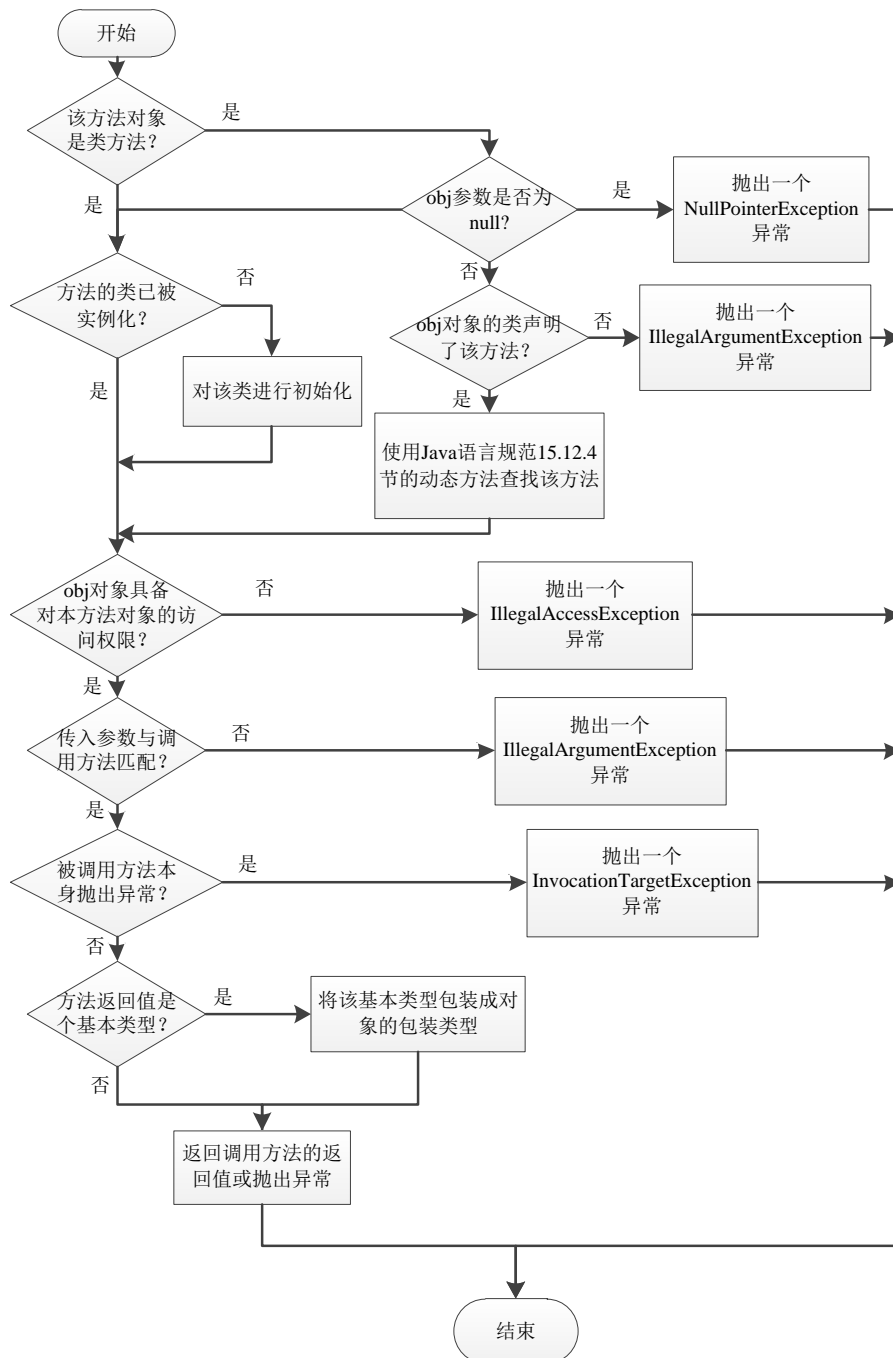 开始
该方法对象
是类方法？
是
是
obj参数是否为
null?
是
抛出一个
NullPointerException
异常
否
方法的类已被
实例化？
否
obj对象的类声明
了该方法？
否
抛出一个
IllegalArgumentException
异常
是
对该类进行初始化
是
使用Java语言规范15.12.4
节的动态方法查找该方法
obj对象具备
对本方法对象的访
问权限？
否
抛出一个
IllegalAccessException
异常
是
传入参数与调
用方法匹配？
否
抛出一个
IllegalArgumentException
异常
是
被调用方法本
身抛出异常？
是
抛出一个
InvocationTargetException
异常
否
方法返回值是
个基本类型？
是
将该基本类型包装成对
象的包装类型
否
返回调用方法的返
回值或抛出异常
结束